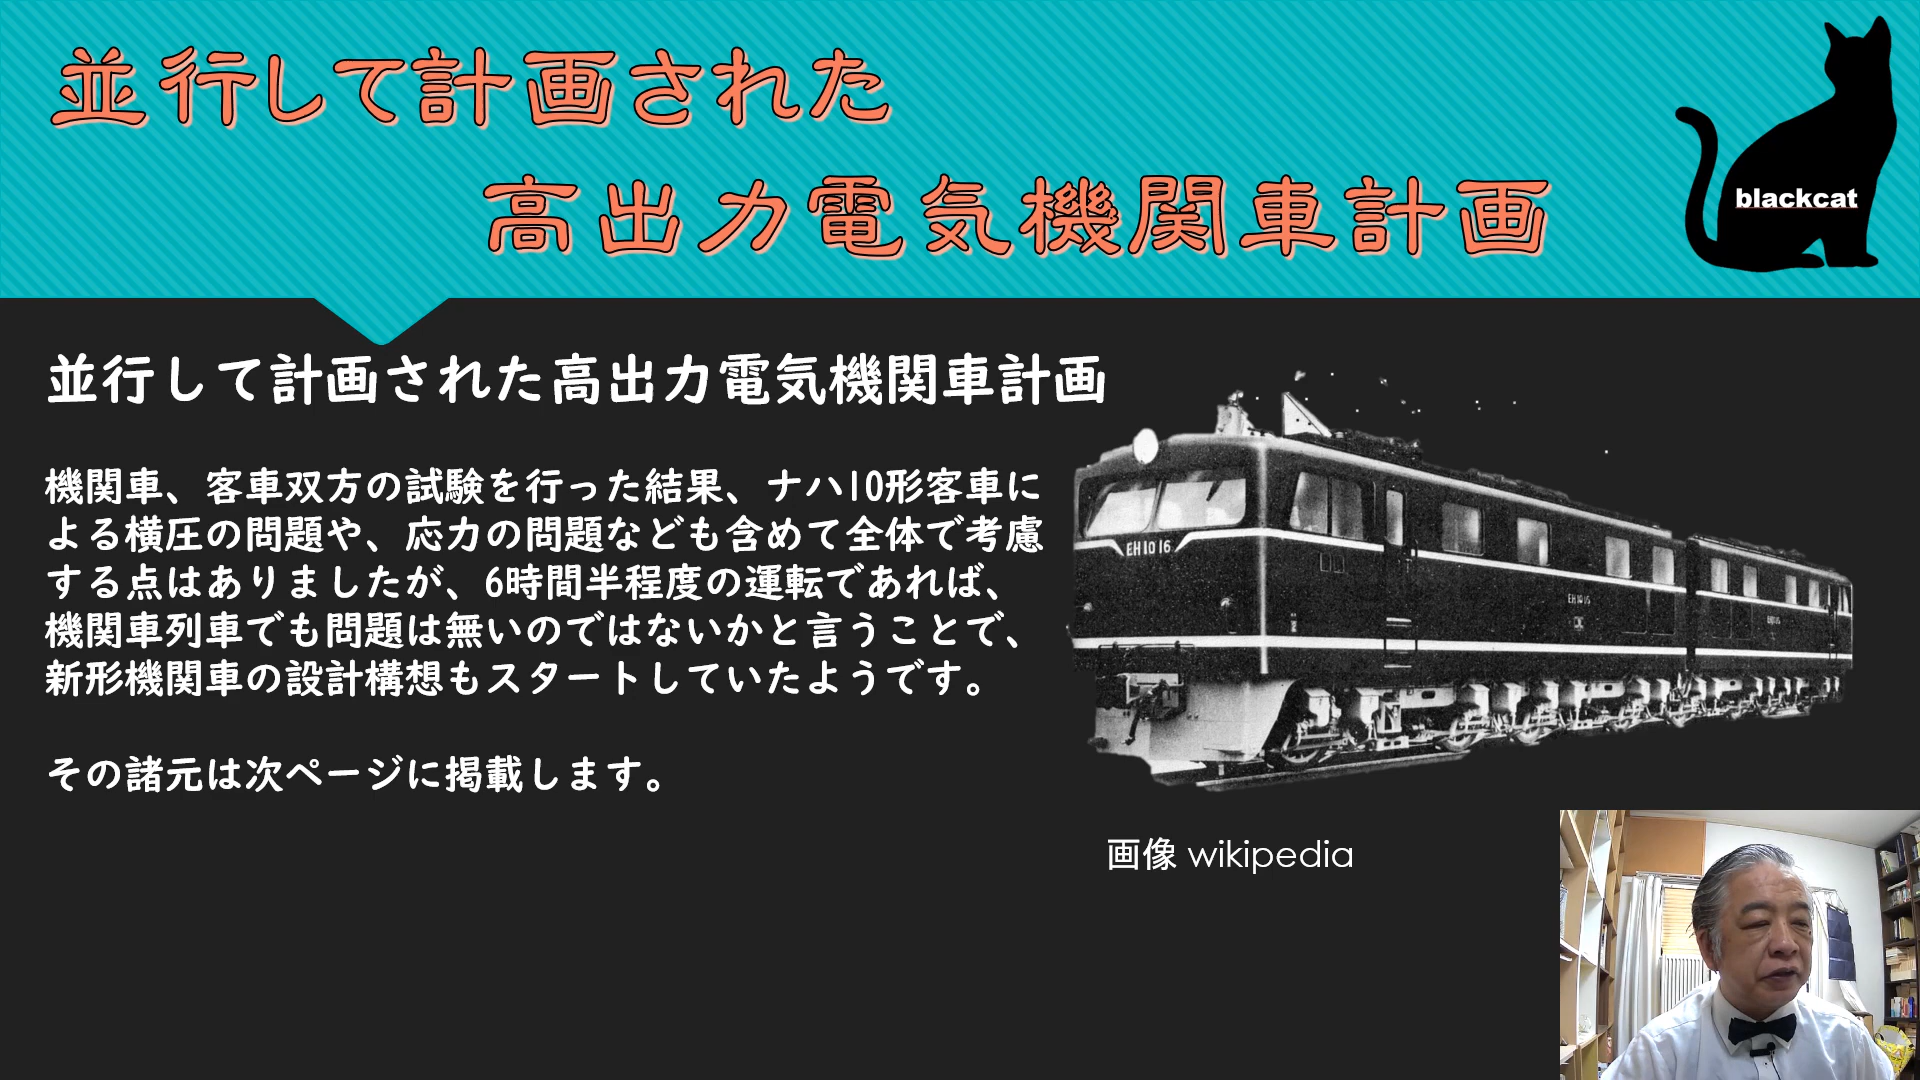 並行して計画された
高出力電気機関車計画
blackcat
並行して計画された高出力電気機関車計画
機関車、客車双方の試験を行った結果、ナハ10形客車に
よる横圧の問題や、応力の問題なども含めて全体で考慮
する点はありましたが、6時間半程度の運転であれば、
機関車列車でも問題は無いのではないかと言うことで、
新形機関車の設計構想もスタートしていたようです。
その諸元は次ページに掲載します。
EH10 16
画像 wikipedia